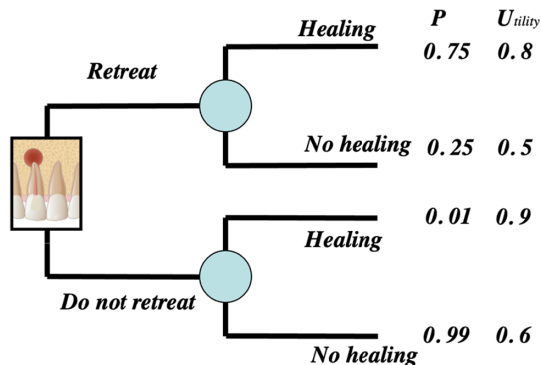 P Utility
Healing 0.75 0.8
Retreat
No healing 0.25 0.5
0.01 0.9
Healing
Do not retreat
0.99 0.6
No healing